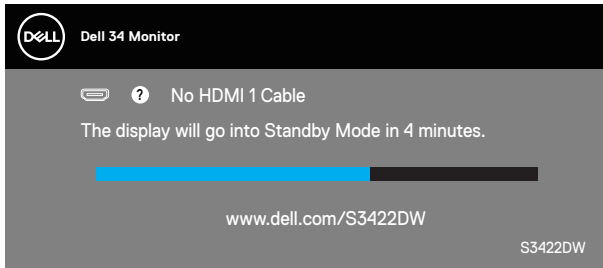 DELL
Dell 34 Monitor
? No HDMI 1 Cable
The display will go into Standby Mode in 4 minutes.
www.dell.com/S3422DW
S3422DW